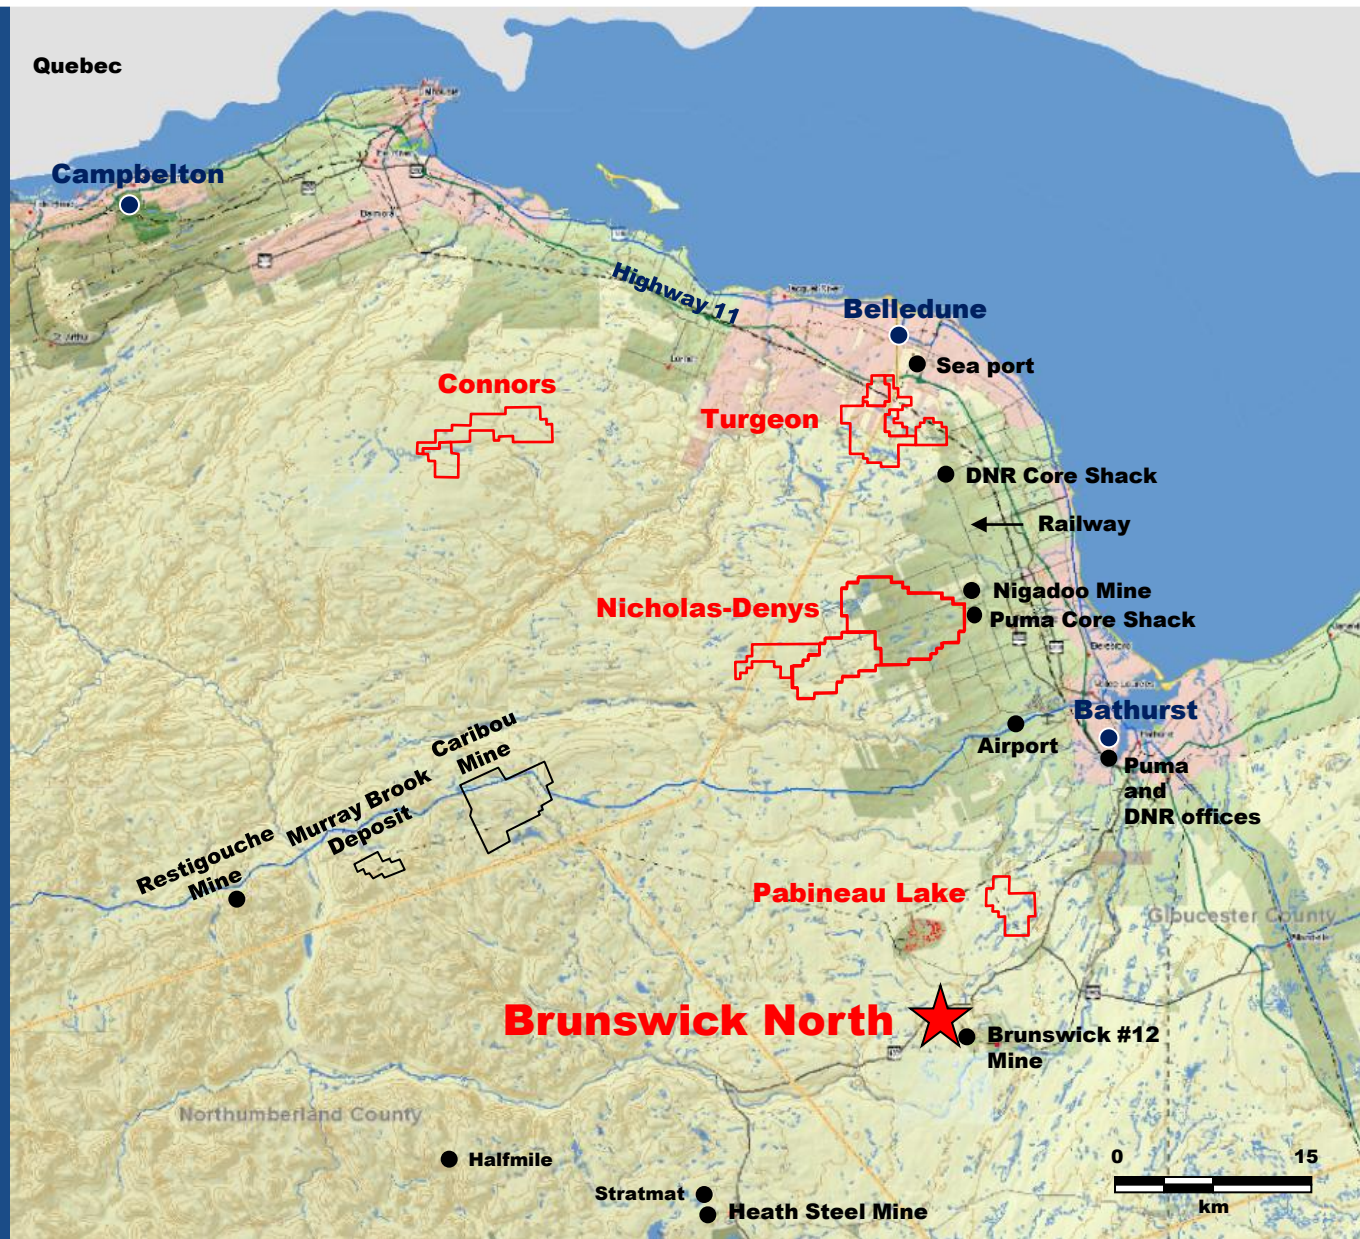 Quebec
Campbelton
Highway 11
Belledune
Sea port
Connors
Turgeon
DNR Core Shack
Railway
Nigadoo Mine
Nicholas-Denys
Puma Core Shack
Bathurst
Airport
Puma
and
DNR offices
Caribou
Mine
Murray Brook
Deposit
Restigouche
Mine
Pabineau Lake
Gloucester County
Brunswick North
Brunswick #12
Mine
Northumberland County
Halfmile
Stratmat
Heath Steel Mine
0 15
km